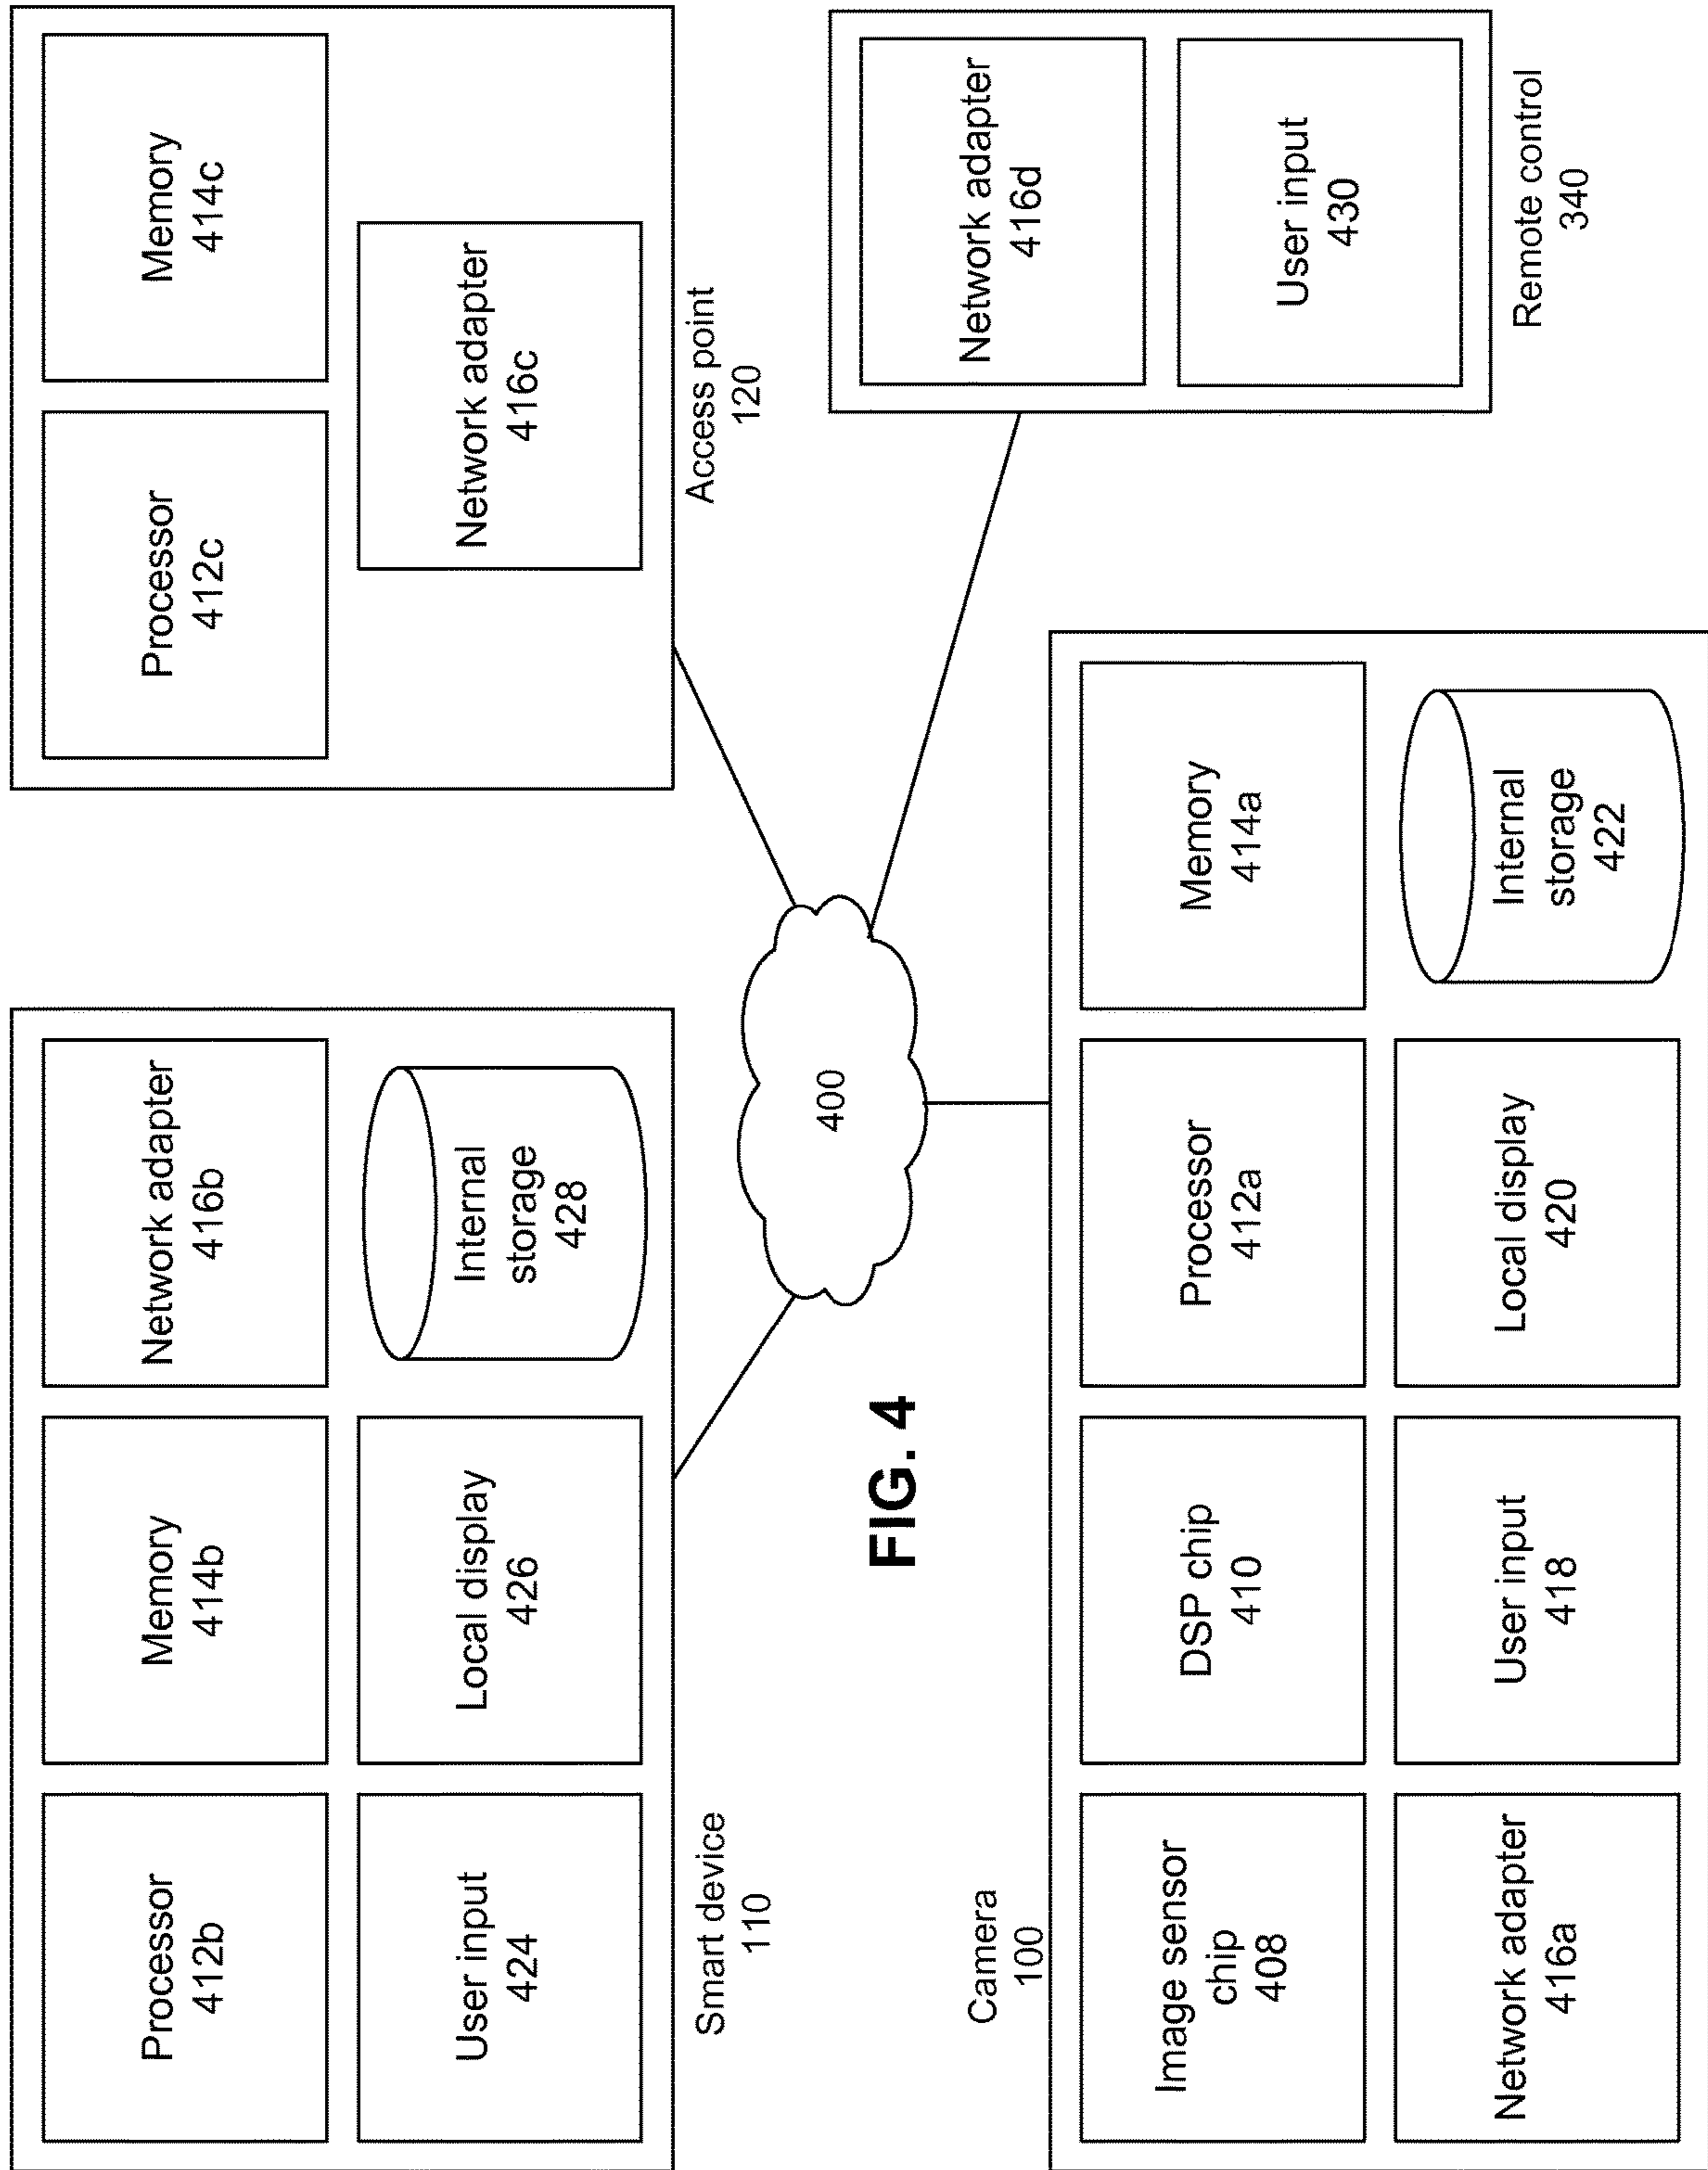 Processor
412b
Memory
414b
Network adapter
416b
User input
424
Local display
426
Internal
storage
428
Smart device
110
Processor
412c
Memory
414c
Network adapter
416c
Access point
120
400
Network adapter
416d
User input
430
Remote control
340
FIG. 4
Camera
100
Image sensor
chip
408
DSP chip
410
Processor
412a
Memory
414a
Network adapter
416a
User input
418
Local display
420
Internal
storage
422